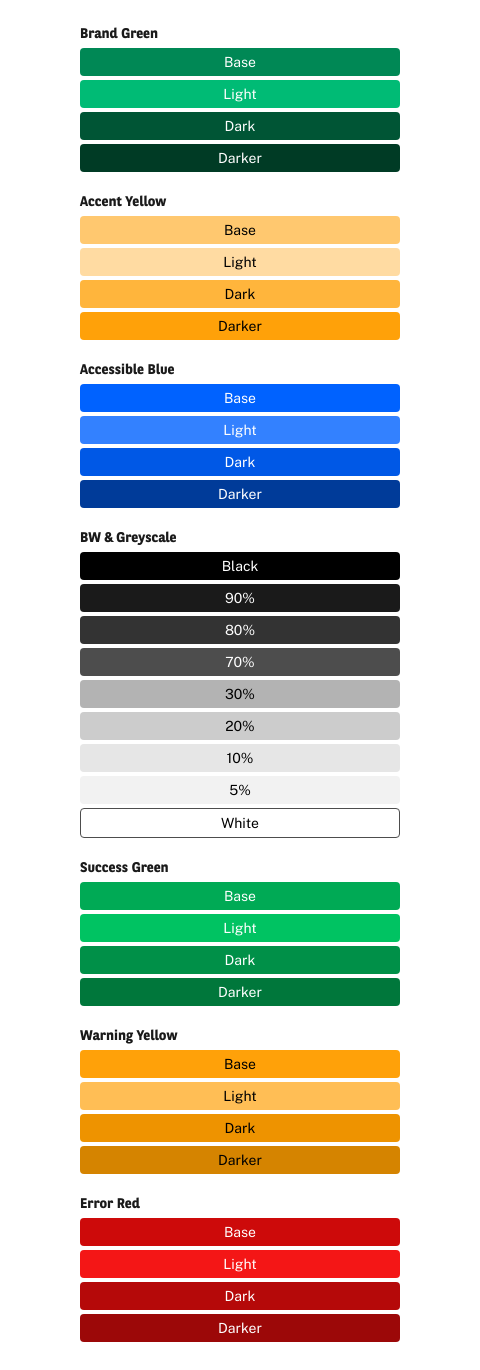 Brand Green
Base
Light
Dark
Darker
Accent Yellow
Base
Light
Dark
Darker
Accessible Blue
Base
Light
Dark
Darker
BW & Greyscale
Black
90%
80%
70%
30%
20%
10%
5%
White
Success Green
Base
Light
Dark
Darker
Warning Yellow
Base
Light
Dark
Darker
Error Red
Base
Light
Dark
Darker